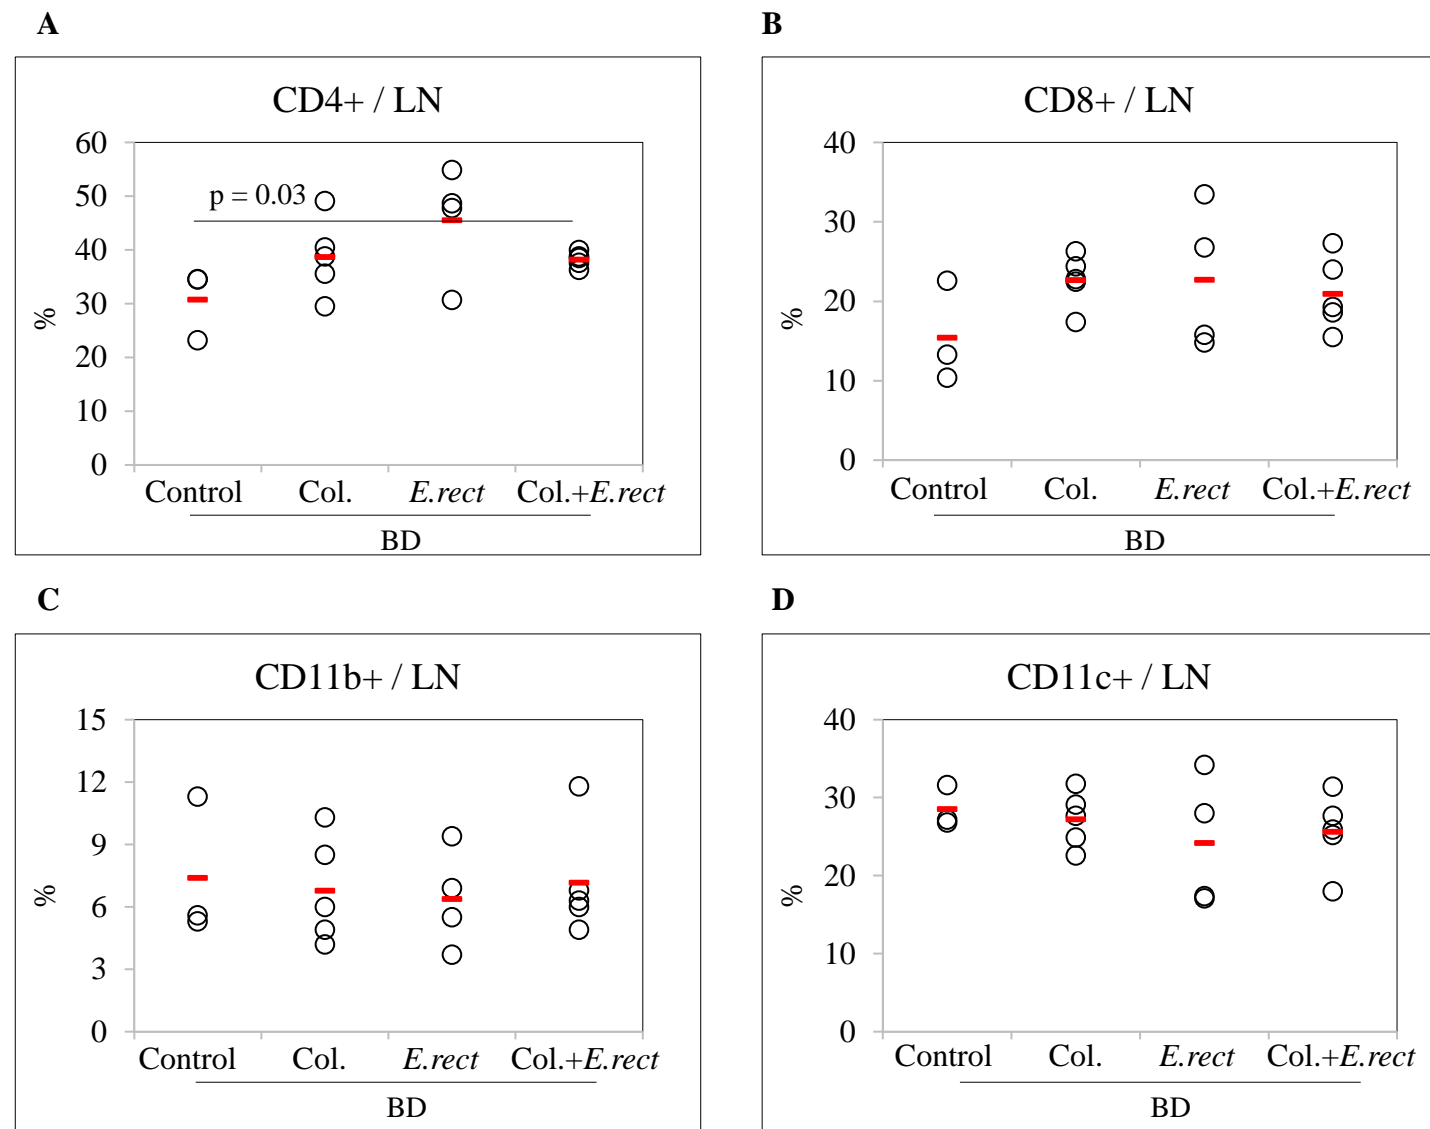 A
CD4+ / LN
60
50
40
30
20
10
0
%
p = 0.03
Control Col. E.rect Col.+E.rect
BD
B
CD8+ / LN
40
30
20
10
0
%
Control Col. E.rect Col.+E.rect
BD
C
CD11b+ / LN
15
12
9
6
3
0
%
Control Col. E.rect Col.+E.rect
BD
D
CD11c+ / LN
40
30
20
10
0
%
Control Col. E.rect Col.+E.rect
BD